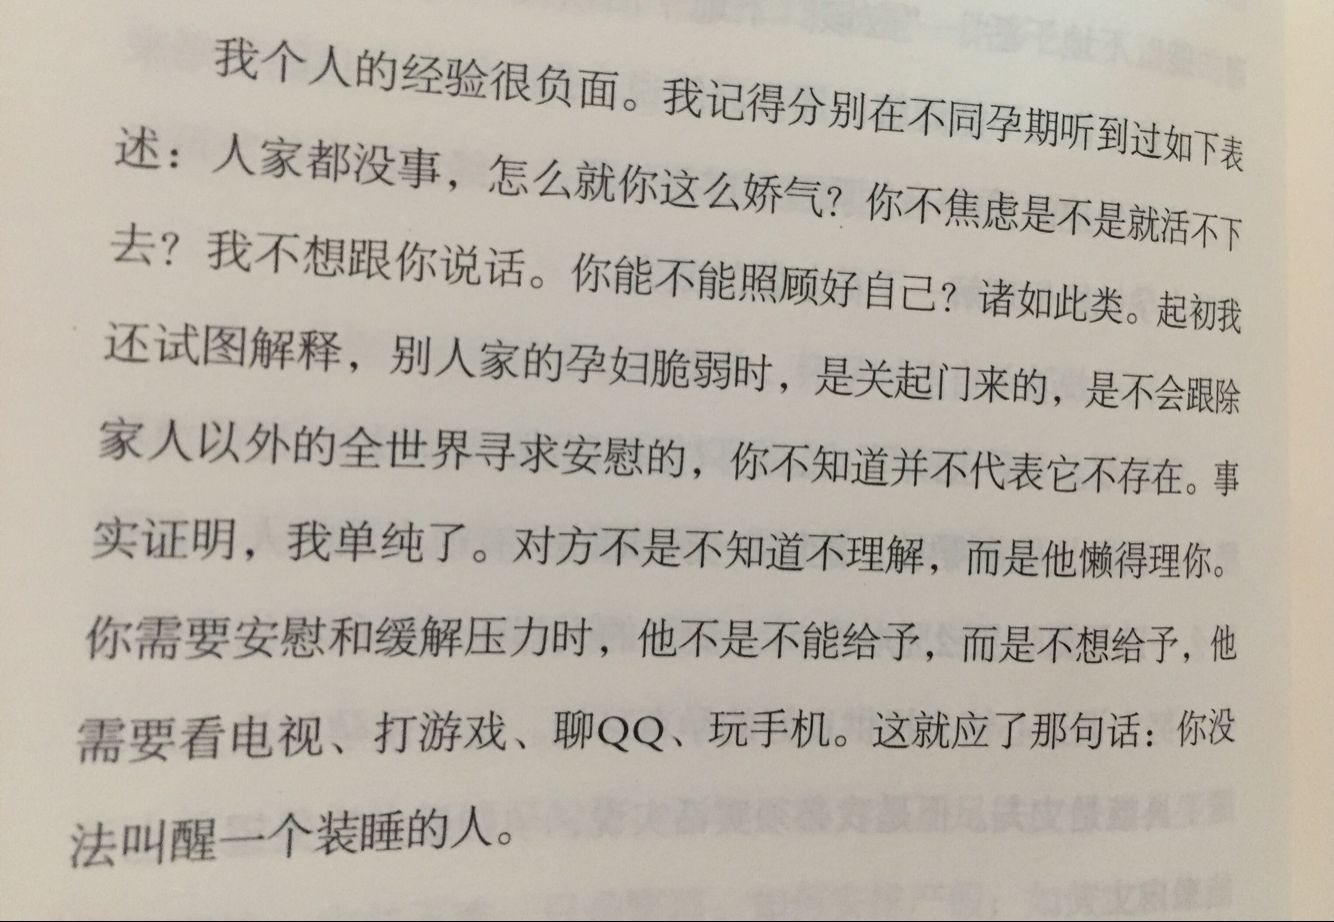 我个人的经验很负面。我记得分别在不同孕期听到过如下表
述：人家都没事，怎么就你这么娇气？你不焦虑是不是就活不下
去？我不想跟你说话。你能不能照顾好自己？诸如此类。起初我
还试图解释，别人家的孕妇脆弱时，是关起门来的，是不会跟除
家人以外的全世界寻求安慰的，你不知道并不代表它不存在。事
实证明，我单纯了。对方不是不知道不理解，而是他懒得理你。
你需要安慰和缓解压力时，他不是不能给予，而是不想给予，他
需要看电视、打游戏、聊QQ、玩手机。这就应了那句话：你没
法叫醒一个装睡的人。